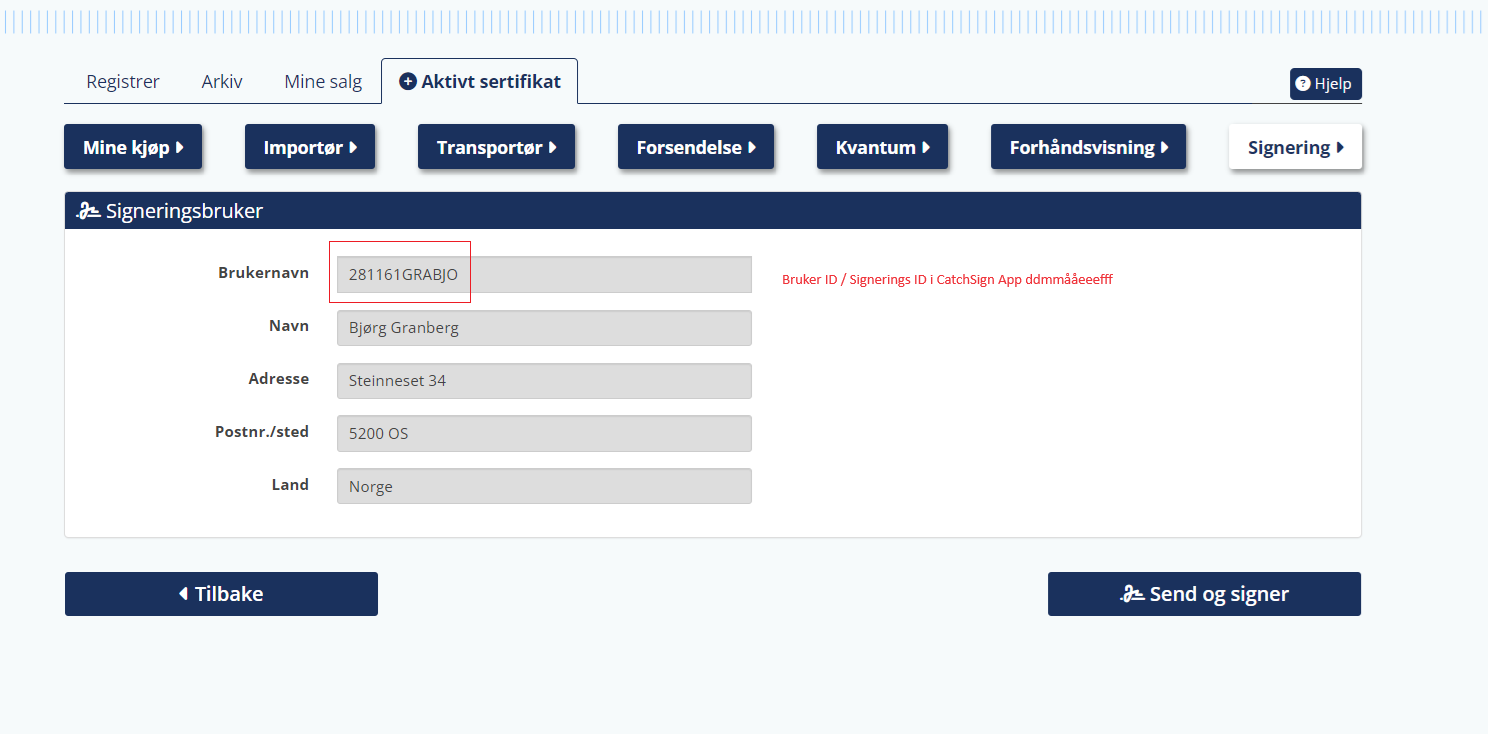 Registrer Arkiv Mine salg Aktivt sertifikat Hjelp
Mine kjøp Importør Transportør Forsendelse Kvantum Forhåndsvisning Signering
Signeringsbruker
Brukernavn 281161GRABJO Bruker ID / Signerings ID i CatchSign App ddmmååeeefff
Navn Bjørg Granberg
Adresse Steinneset 34
Postnr./sted 5200 OS
Land Norge
Tilbake Send og signer